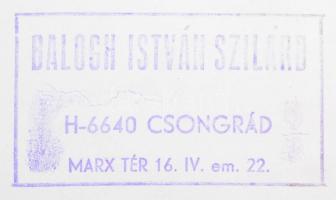 BALOGH ISTVÁN SZILÁRD
H-6640 CSONGRÁD
MARX TÉR 16. IV. em. 22.